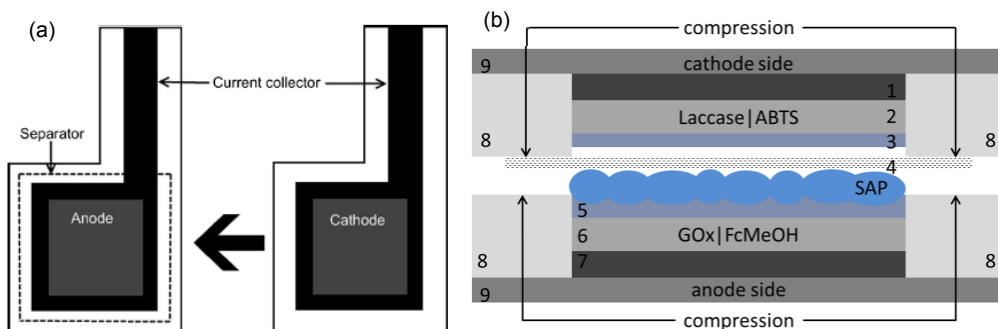 (a)
Current collector
Separator
Anode
Cathode
(b)
compression
9
cathode side
1
Laccase|ABTS
2
3
8
8
4
SAP
5
GOx|FcMeOH
6
7
8
8
9
anode side
compression